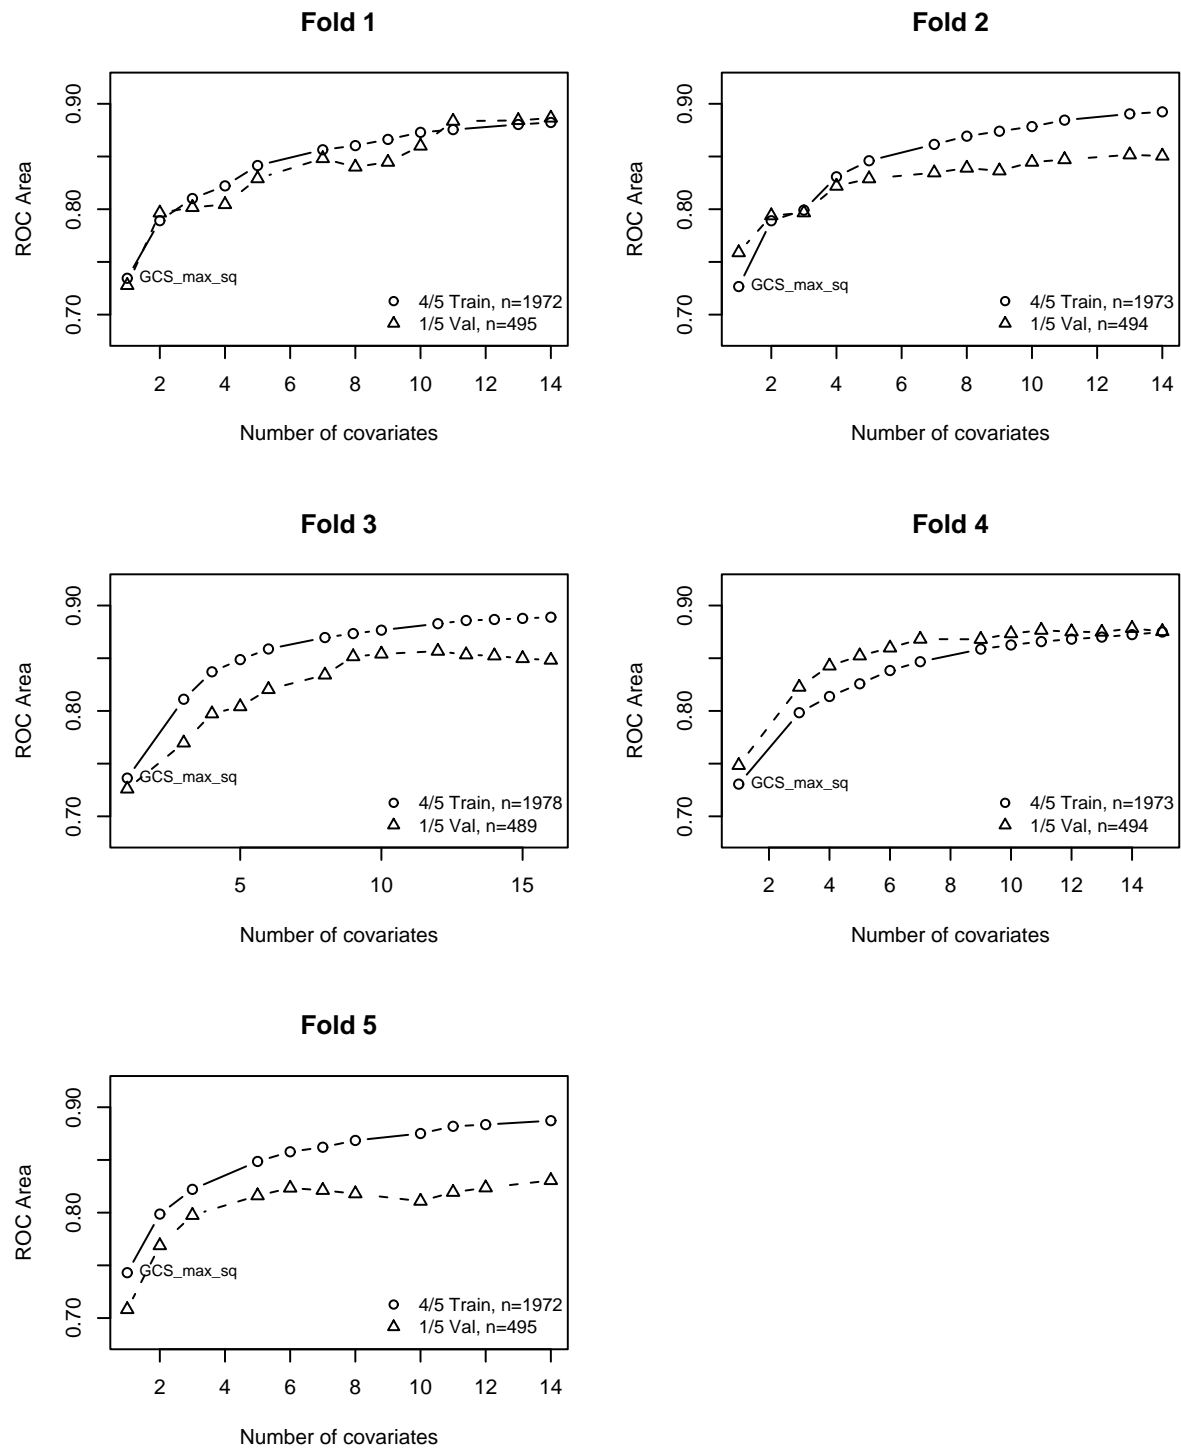 Fold 1
ROC Area
0.90
0.80
0.70
GCS_max_sq
4/5 Train, n=1972
1/5 Val, n=495
2 4 6 8 10 12 14
Number of covariates
Fold 2
ROC Area
0.90
0.80
0.70
GCS_max_sq
4/5 Train, n=1973
1/5 Val, n=494
2 4 6 8 10 12 14
Number of covariates
Fold 3
ROC Area
0.90
0.80
0.70
GCS_max_sq
4/5 Train, n=1978
1/5 Val, n=489
5 10 15
Number of covariates
Fold 4
ROC Area
0.90
0.80
0.70
GCS_max_sq
4/5 Train, n=1973
1/5 Val, n=494
2 4 6 8 10 12 14
Number of covariates
Fold 5
ROC Area
0.90
0.80
0.70
GCS_max_sq
4/5 Train, n=1972
1/5 Val, n=495
2 4 6 8 10 12 14
Number of covariates